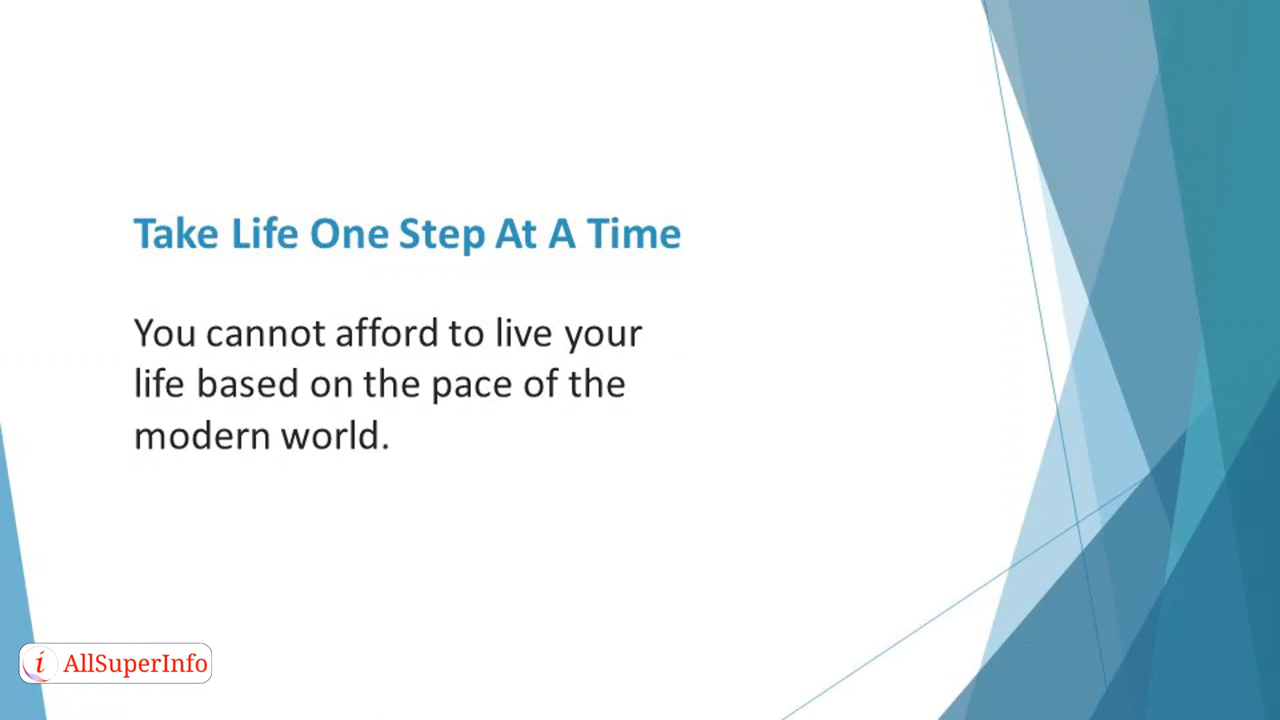 Take Life One Step At A Time
You cannot afford to live your
life based on the pace of the
modern world.
i AllSuperInfo